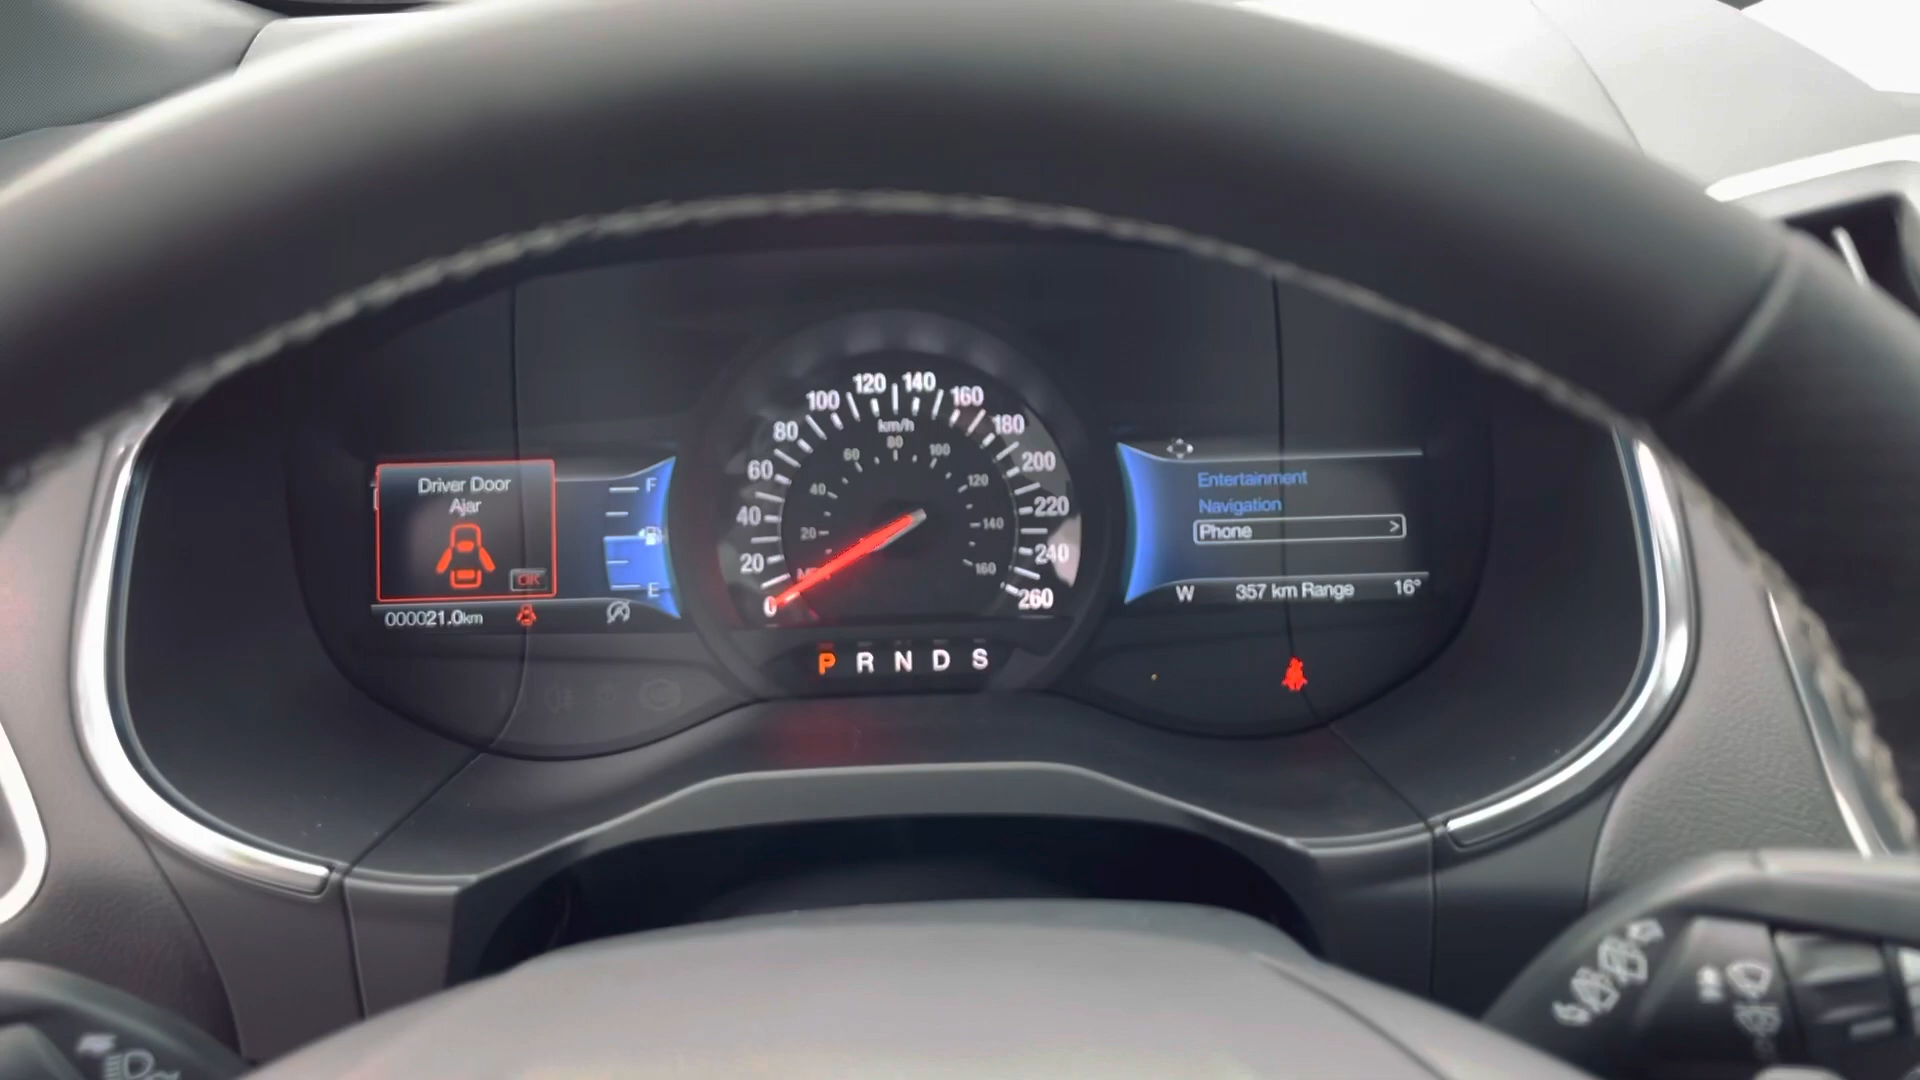 Driver Door
Ajar
OK
000021.0km
F
E
0
20
40
60
80
100
120
140
160
180
200
220
240
260
km/h
20
40
60
80
100
120
140
160
P R N D S
Entertainment
Navigation
Phone >
W 357 km Range 16°